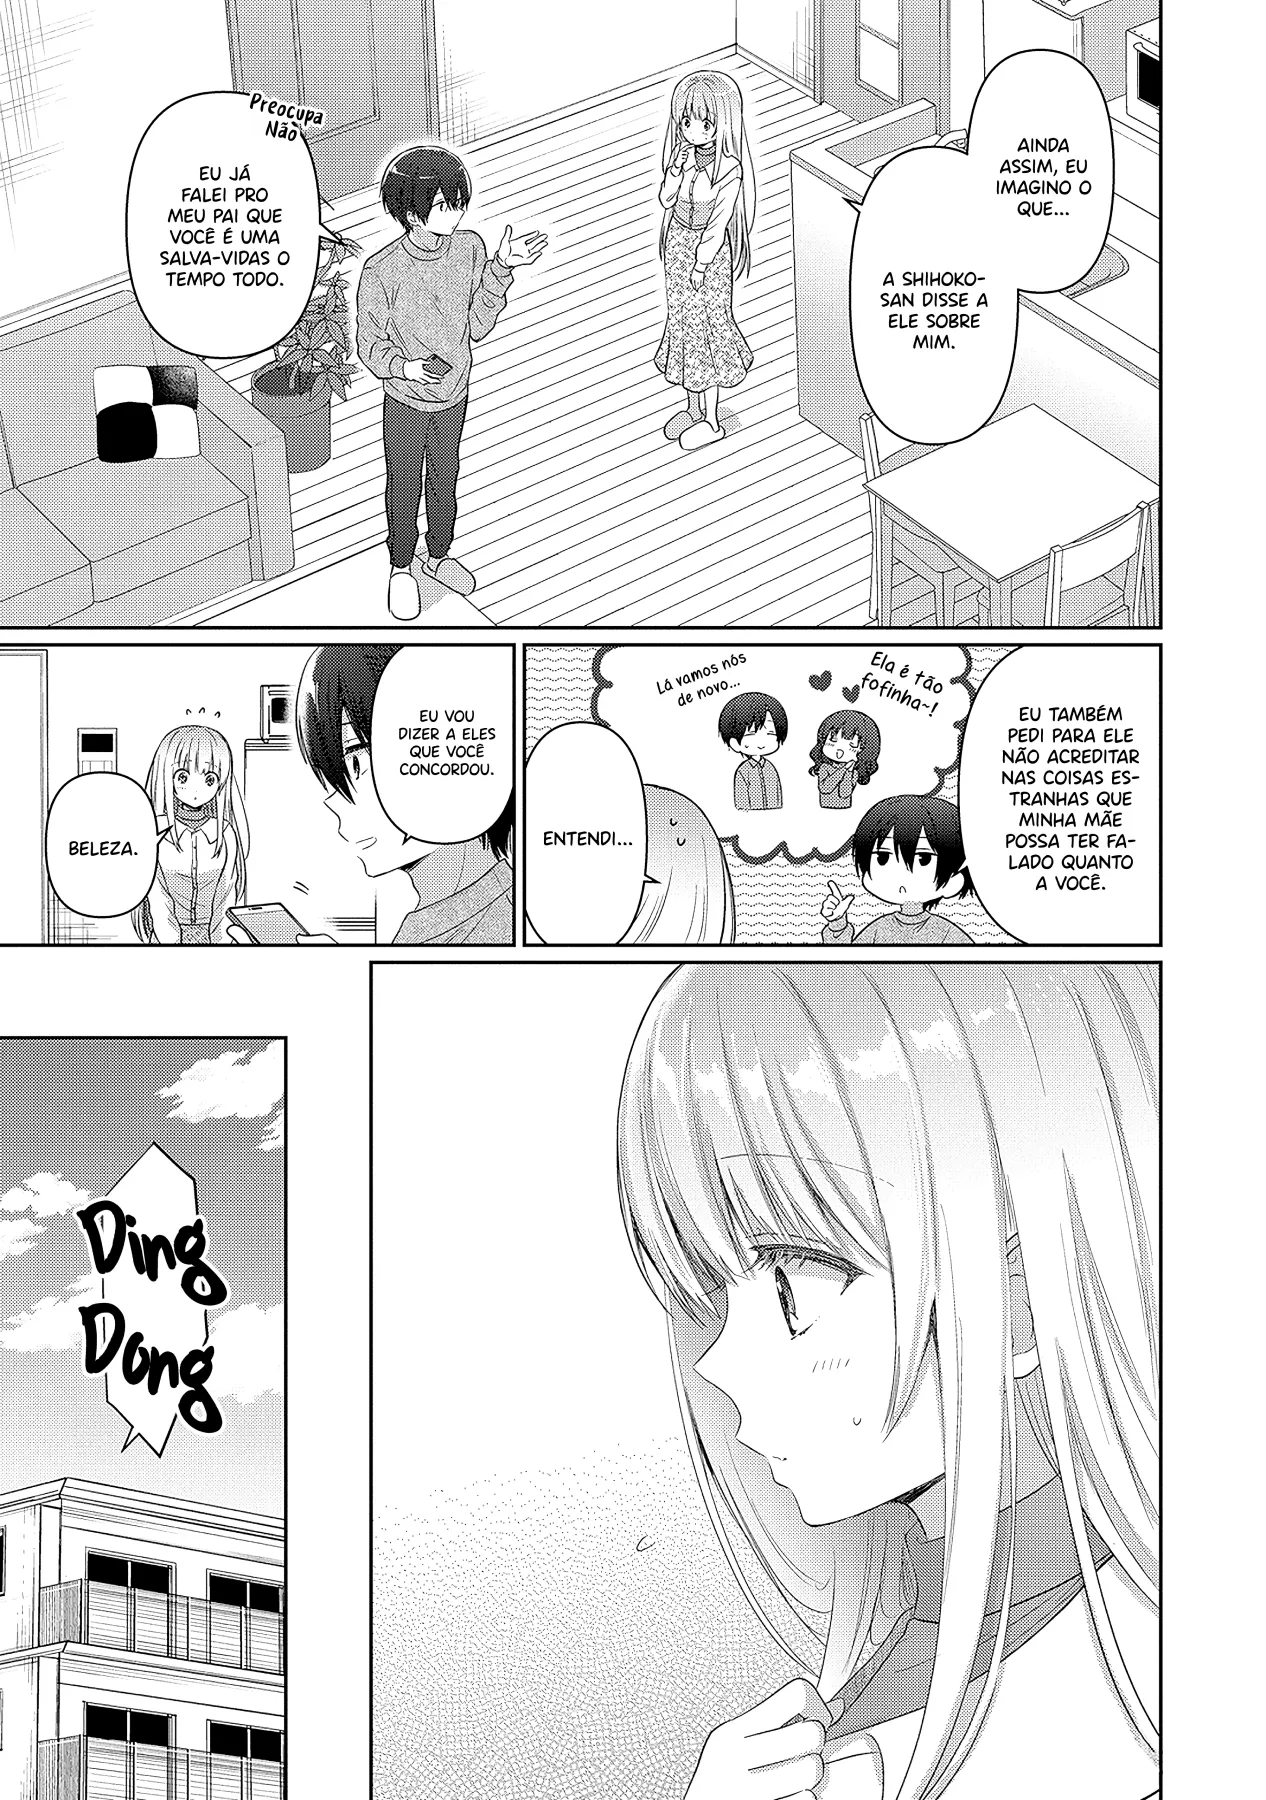 AINDA
ASSIM, EU
IMAGINO O
QUE...
A SHIHOKO-
SAN DISSE A
ELE SOBRE
MIM.
Preocupa
Não
EU JÁ
FALEI PRO
MEU PAI QUE
VOCÊ É UMA
SALVA-VIDAS O
TEMPO TODO.
EU TAMBÉM
PEDI PARA ELE
NÃO ACREDITAR
NAS COISAS ES-
TRANHAS QUE
MINHA MÃE
POSSA TER FA-
LADO QUANTO
A VOCÊ.
Ela é tão
fofinha~!
Lá vamos nós
de novo...
ENTENDI...
EU VOU
DIZER A ELES
QUE VOCÊ
CONCORDOU.
BELEZA.
Ding
Dong